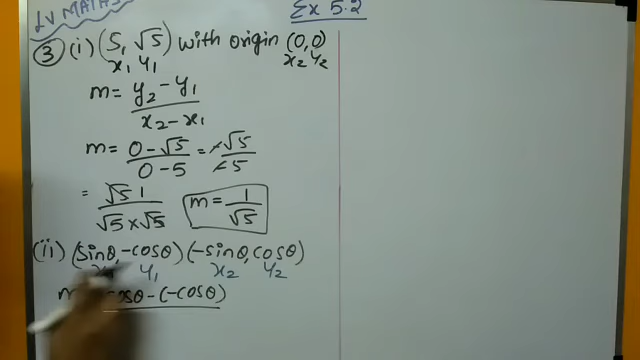 LV MATHS
Ex 5.2
③ (i) (5, √5) with origin (0,0)
x₁ y₁ x₂ y₂
m = y₂ - y₁ / x₂ - x₁
m = 0 - √5 / 0 - 5 = -√5 / -5
= √5 1 / √5 × √5 m = 1 / √5
(ii) (sinθ, -cosθ) (-sinθ, cosθ)
y₁ x₂ y₂
m cosθ - (-cosθ)